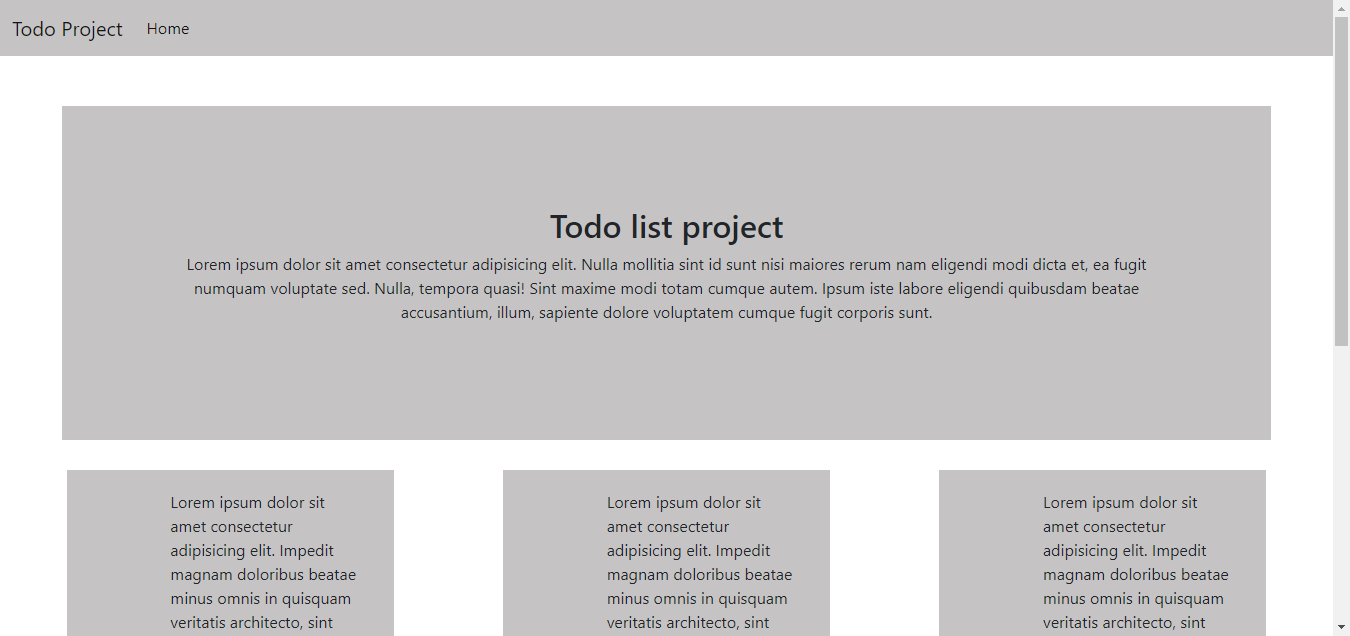 Todo Project Home
Todo list project
Lorem ipsum dolor sit amet consectetur adipisicing elit. Nulla mollitia sint id sunt nisi maiores rerum nam eligendi modi dicta et, ea fugit
numquam voluptate sed. Nulla, tempora quasi! Sint maxime modi totam cumque autem. Ipsum iste labore eligendi quibusdam beatae
accusantium, illum, sapiente dolore voluptatem cumque fugit corporis sunt.
Lorem ipsum dolor sit
amet consectetur
adipisicing elit. Impedit
magnam doloribus beatae
minus omnis in quisquam
veritatis architecto, sint
Lorem ipsum dolor sit
amet consectetur
adipisicing elit. Impedit
magnam doloribus beatae
minus omnis in quisquam
veritatis architecto, sint
Lorem ipsum dolor sit
amet consectetur
adipisicing elit. Impedit
magnam doloribus beatae
minus omnis in quisquam
veritatis architecto, sint